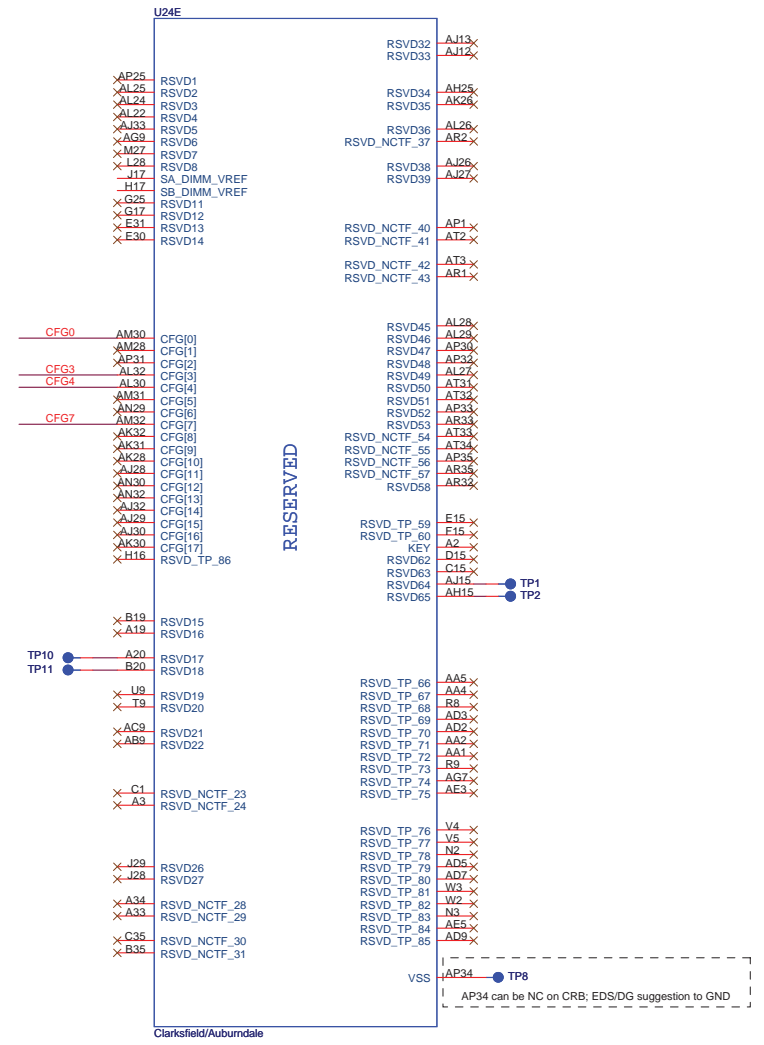 U24E
AP25 RSVD1
AL25 RSVD2
AL24 RSVD3
AL22 RSVD4
AJ33 RSVD5
AG9 RSVD6
M27 RSVD7
L28 RSVD8
J17 SA_DIMM_VREF
H17 SB_DIMM_VREF
G25 RSVD11
G17 RSVD12
E31 RSVD13
E30 RSVD14
CFG0 AM30 CFG[0]
AM28 CFG[1]
AP31 CFG[2]
CFG3 AL32 CFG[3]
CFG4 AL30 CFG[4]
AM31 CFG[5]
AN29 CFG[6]
CFG7 AM32 CFG[7]
AK32 CFG[8]
AK31 CFG[9]
AK28 CFG[10]
AJ28 CFG[11]
AN30 CFG[12]
AN32 CFG[13]
AJ32 CFG[14]
AJ29 CFG[15]
AJ30 CFG[16]
AK30 CFG[17]
H16 RSVD_TP_86
B19 RSVD15
A19 RSVD16
TP10 A20 RSVD17
TP11 B20 RSVD18
U9 RSVD19
T9 RSVD20
AC9 RSVD21
AB9 RSVD22
C1 RSVD_NCTF_23
A3 RSVD_NCTF_24
J29 RSVD26
J28 RSVD27
A34 RSVD_NCTF_28
A33 RSVD_NCTF_29
C35 RSVD_NCTF_30
B35 RSVD_NCTF_31
RESERVED
RSVD32 AJ13
RSVD33 AJ12
RSVD34 AH25
RSVD35 AK26
RSVD36 AL26
RSVD_NCTF_37 AR2
RSVD38 AJ26
RSVD39 AJ27
RSVD_NCTF_40 AP1
RSVD_NCTF_41 AT2
RSVD_NCTF_42 AT3
RSVD_NCTF_43 AR1
RSVD45 AL28
RSVD46 AL29
RSVD47 AP30
RSVD48 AP32
RSVD49 AL27
RSVD50 AT31
RSVD51 AT32
RSVD52 AP33
RSVD53 AR33
RSVD_NCTF_54 AT33
RSVD_NCTF_55 AT34
RSVD_NCTF_56 AP35
RSVD_NCTF_57 AR35
RSVD58 AR32
RSVD_TP_59 E15
RSVD_TP_60 F15
KEY A2
RSVD62 D15
RSVD63 C15
RSVD64 AJ15 TP1
RSVD65 AH15 TP2
RSVD_TP_66 AA5
RSVD_TP_67 AA4
RSVD_TP_68 R8
RSVD_TP_69 AD3
RSVD_TP_70 AD2
RSVD_TP_71 AA2
RSVD_TP_72 AA1
RSVD_TP_73 R9
RSVD_TP_74 AG7
RSVD_TP_75 AE3
RSVD_TP_76 V4
RSVD_TP_77 V5
RSVD_TP_78 N2
RSVD_TP_79 AD5
RSVD_TP_80 AD7
RSVD_TP_81 W3
RSVD_TP_82 W2
RSVD_TP_83 N3
RSVD_TP_84 AE5
RSVD_TP_85 AD9
VSS AP34 TP8
AP34 can be NC on CRB; EDS/DG suggestion to GND
Clarksfield/Auburndale